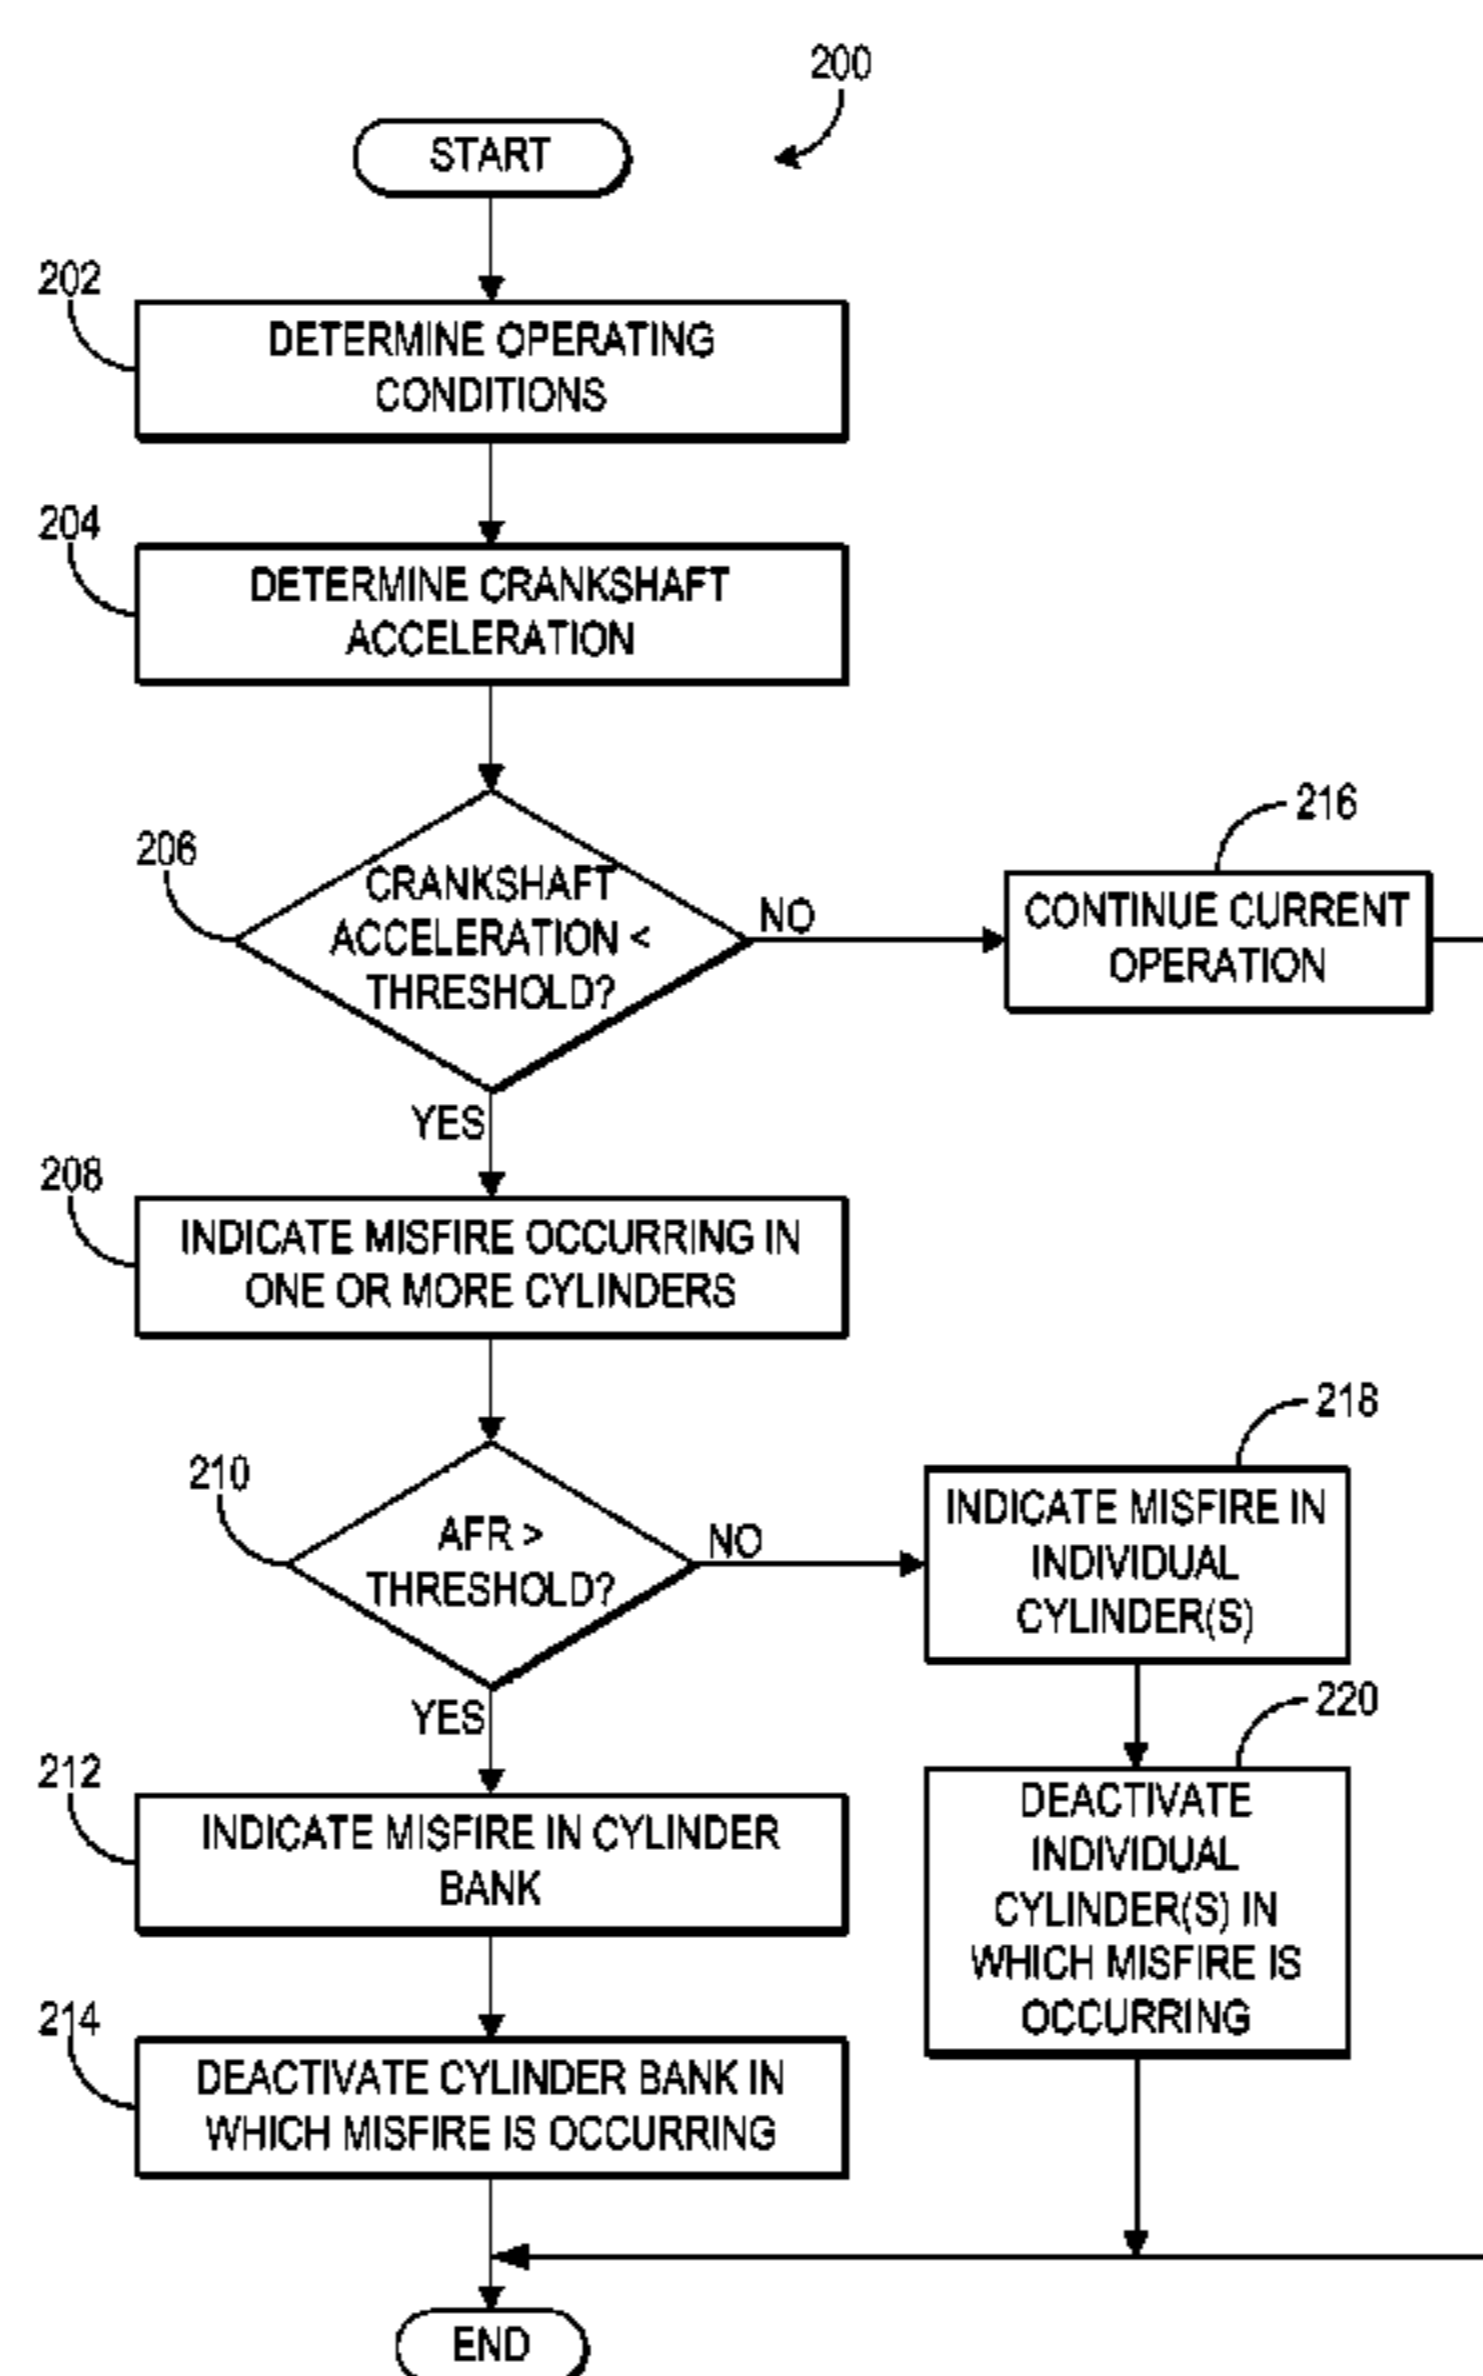 200
START
202
DETERMINE OPERATING
CONDITIONS
204
DETERMINE CRANKSHAFT
ACCELERATION
206
CRANKSHAFT
ACCELERATION <
THRESHOLD?
NO
216
CONTINUE CURRENT
OPERATION
YES
208
INDICATE MISFIRE OCCURRING IN
ONE OR MORE CYLINDERS
210
AFR >
THRESHOLD?
NO
218
INDICATE MISFIRE IN
INDIVIDUAL
CYLINDER(S)
YES
220
DEACTIVATE
INDIVIDUAL
CYLINDER(S) IN
WHICH MISFIRE IS
OCCURRING
212
INDICATE MISFIRE IN CYLINDER
BANK
214
DEACTIVATE CYLINDER BANK IN
WHICH MISFIRE IS OCCURRING
END